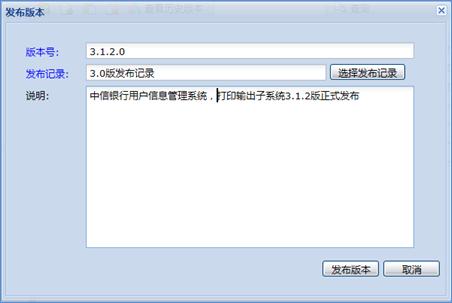 发布版本
版本号: 3.1.2.0
发布记录: 3.0版发布记录 选择发布记录
说明: 中信银行用户信息管理系统，打印输出子系统3.1.2版正式发布
发布版本 取消